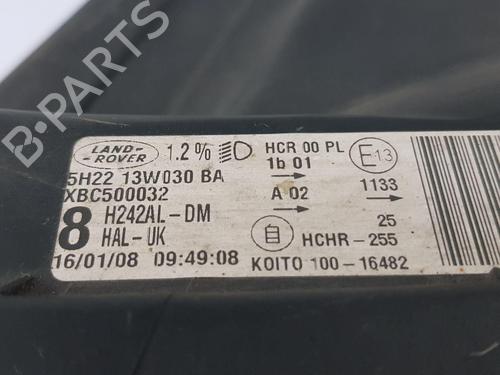 LAND-
-ROVER
1.2% HCR 00 PL
1b 01
E13
5H22 13W030 BA
XBC500032
A 02
1133
8 H242AL-DM
HAL-UK
25
自 HCHR-255
16/01/08 09:49:08 KOITO 100-16482
B-PARTS